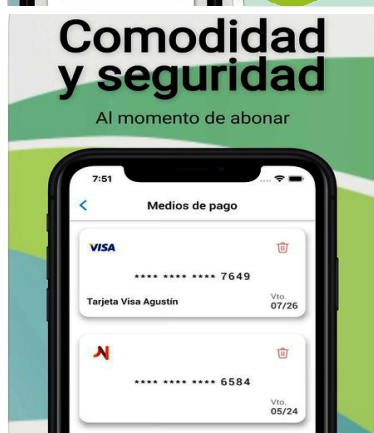 Comodidad
y seguridad
Al momento de abonar
7:51
Medios de pago
VISA
**** **** **** 7649
Tarjeta Visa Agustín
Vto.
07/26
N
**** **** **** 6584
Vto.
05/24